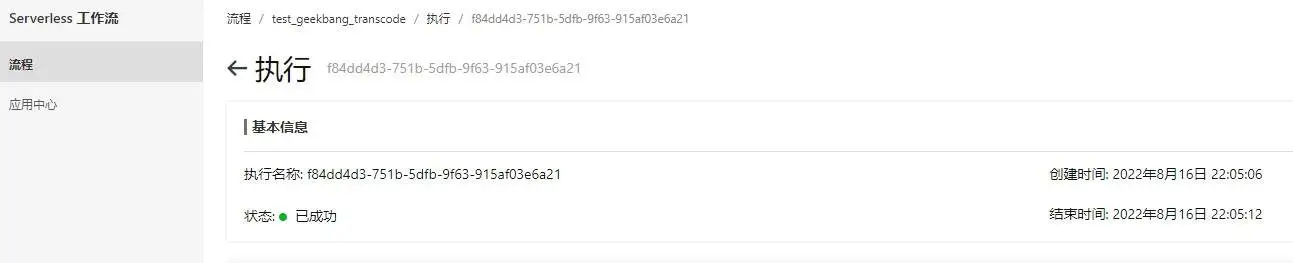 Serverless 工作流
流程
应用中心
流程 / test_geekbang_transcode / 执行 / f84dd4d3-751b-5dfb-9f63-915af03e6a21
← 执行 f84dd4d3-751b-5dfb-9f63-915af03e6a21
基本信息
执行名称: f84dd4d3-751b-5dfb-9f63-915af03e6a21
创建时间: 2022年8月16日 22:05:06
状态: 已成功
结束时间: 2022年8月16日 22:05:12